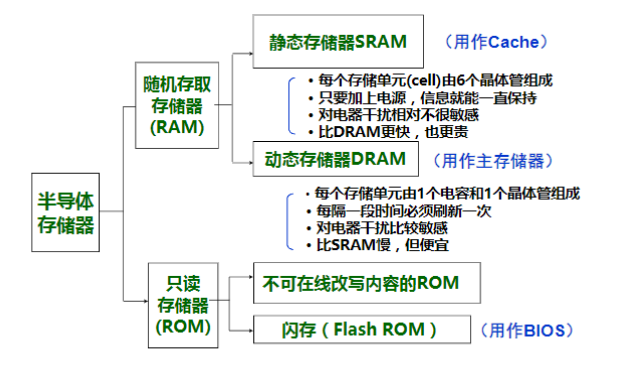 静态存储器SRAM
（用作Cache）
• 每个存储单元(cell)由6个晶体管组成
• 只要加上电源，信息就能一直保持
• 对电器干扰相对不很敏感
• 比DRAM更快，也更贵
随机存取
存储器
(RAM)
动态存储器DRAM
（用作主存储器）
• 每个存储单元由1个电容和1个晶体管组成
• 每隔一段时间必须刷新一次
• 对电器干扰比较敏感
• 比SRAM慢，但便宜
半导体
存储器
只读
存储器
(ROM)
不可在线改写内容的ROM
闪存（Flash ROM）
（用作BIOS）